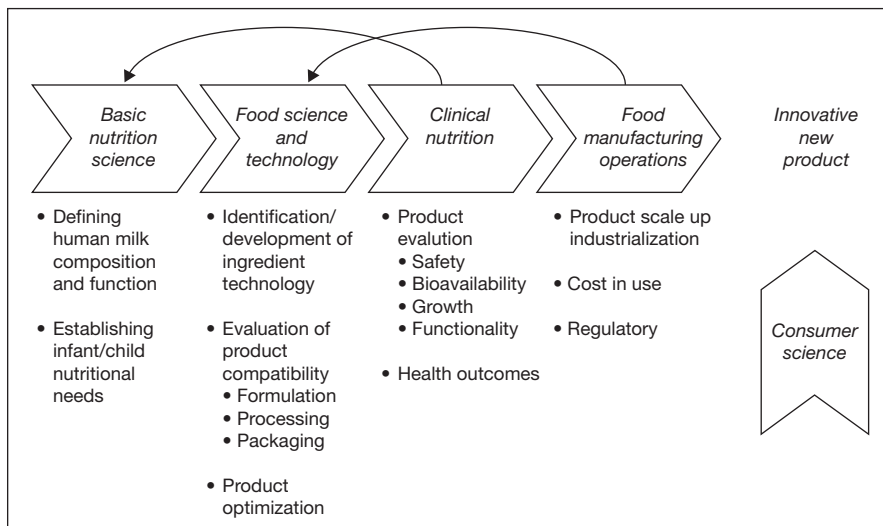 Basic
nutrition
science
Food science
and
technology
Clinical
nutrition
Food
manufacturing
operations
Innovative
new
product
• Defining
human milk
composition
and function
• Establishing
infant/child
nutritional
needs
• Identification/
development of
ingredient
technology
• Evaluation of
product
compatibility
• Formulation
• Processing
• Packaging
• Product
optimization
• Product
evalution
• Safety
• Bioavailability
• Growth
• Functionality
• Health outcomes
• Product scale up
industrialization
• Cost in use
• Regulatory
Consumer
science